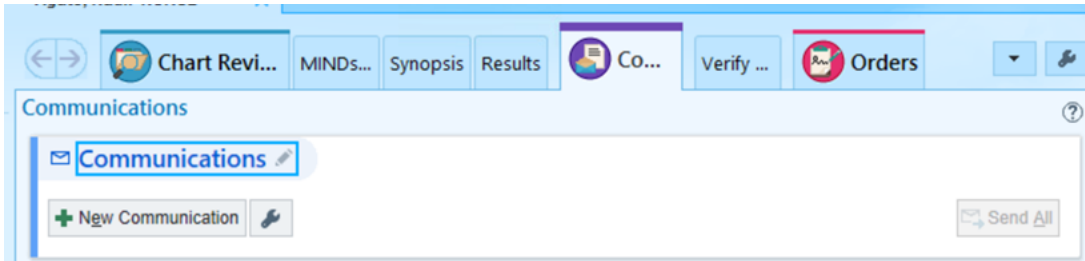 Chart Revi...
MINDs...
Synopsis
Results
Co...
Verify ...
Orders
Communications
Communications
New Communication
Send All